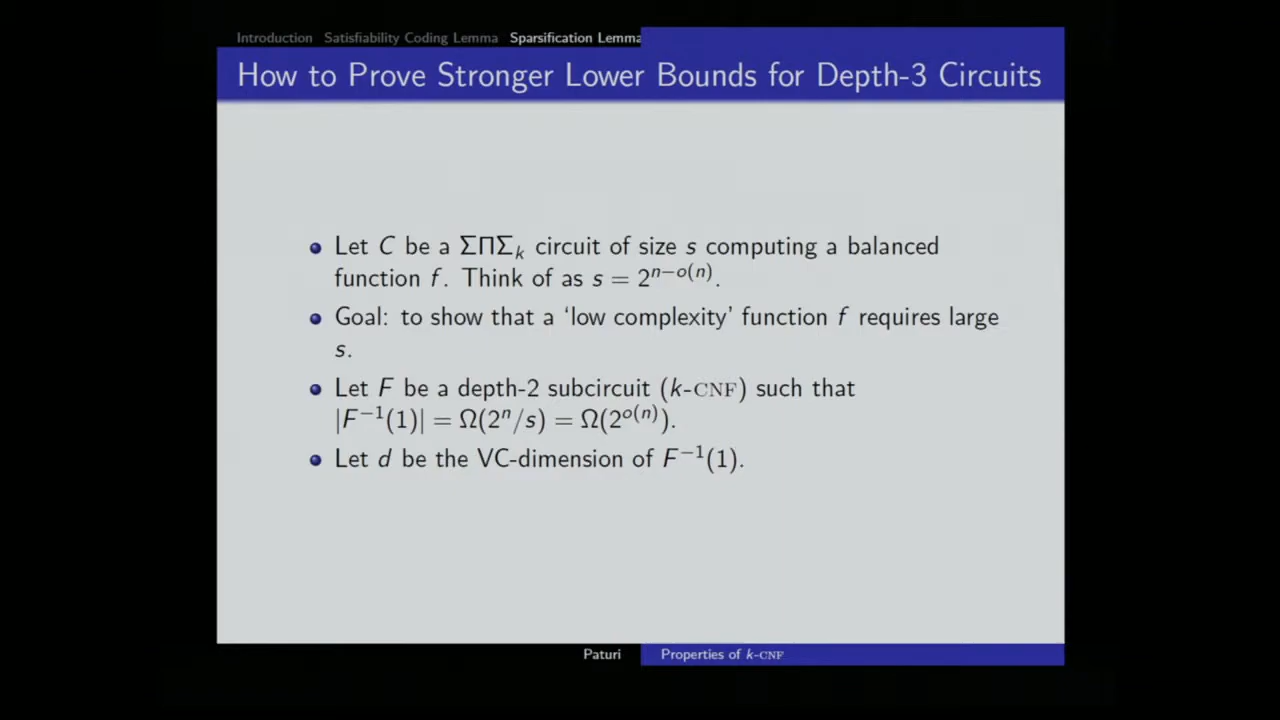 Introduction Satisfiability Coding Lemma Sparsification Lemma
How to Prove Stronger Lower Bounds for Depth-3 Circuits
Let C be a ΣΠΣₖ circuit of size s computing a balanced
function f. Think of as s = 2^{n−o(n)}.
Goal: to show that a ‘low complexity’ function f requires large
s.
Let F be a depth-2 subcircuit (k-CNF) such that
|F⁻¹(1)| = Ω(2ⁿ/s) = Ω(2^{o(n)}).
Let d be the VC-dimension of F⁻¹(1).
Paturi Properties of k-CNF